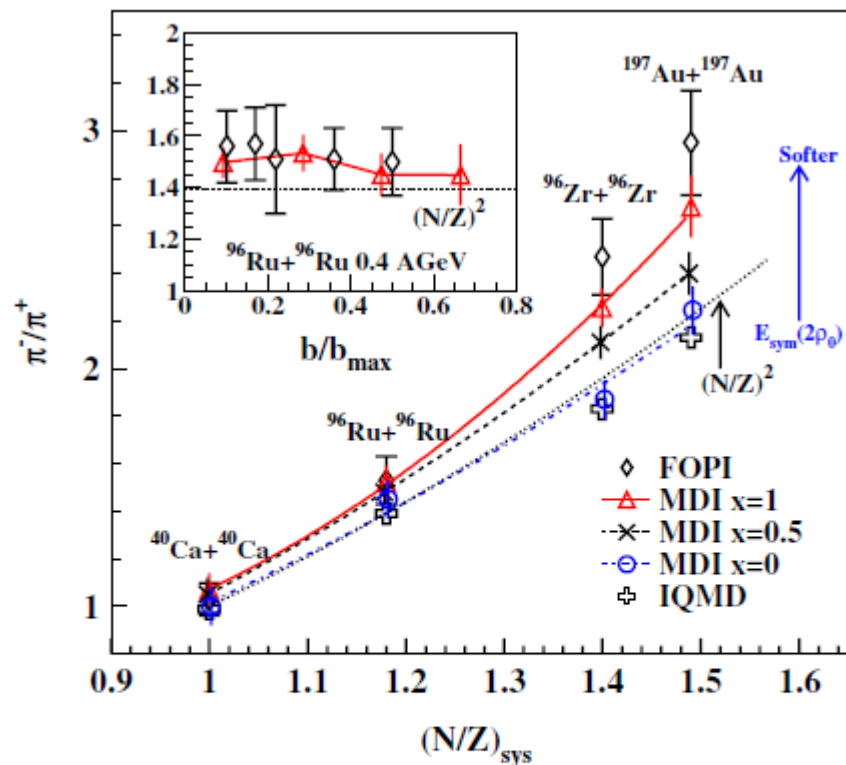 2
1.8
1.6
1.4
1.2
1
0
0.2
0.4
0.6
0.8
(N/Z)²
⁹⁶Ru+⁹⁶Ru 0.4 AGeV
b/b_max
¹⁹⁷Au+¹⁹⁷Au
⁹⁶Zr+⁹⁶Zr
⁹⁶Ru+⁹⁶Ru
⁴⁰Ca+⁴⁰Ca
Softer
E_sym(2ρ₀)
(N/Z)²
FOPI
MDI x=1
MDI x=0.5
MDI x=0
IQMD
3
2
1
π⁻/π⁺
0.9
1
1.1
1.2
1.3
1.4
1.5
1.6
(N/Z)_sys